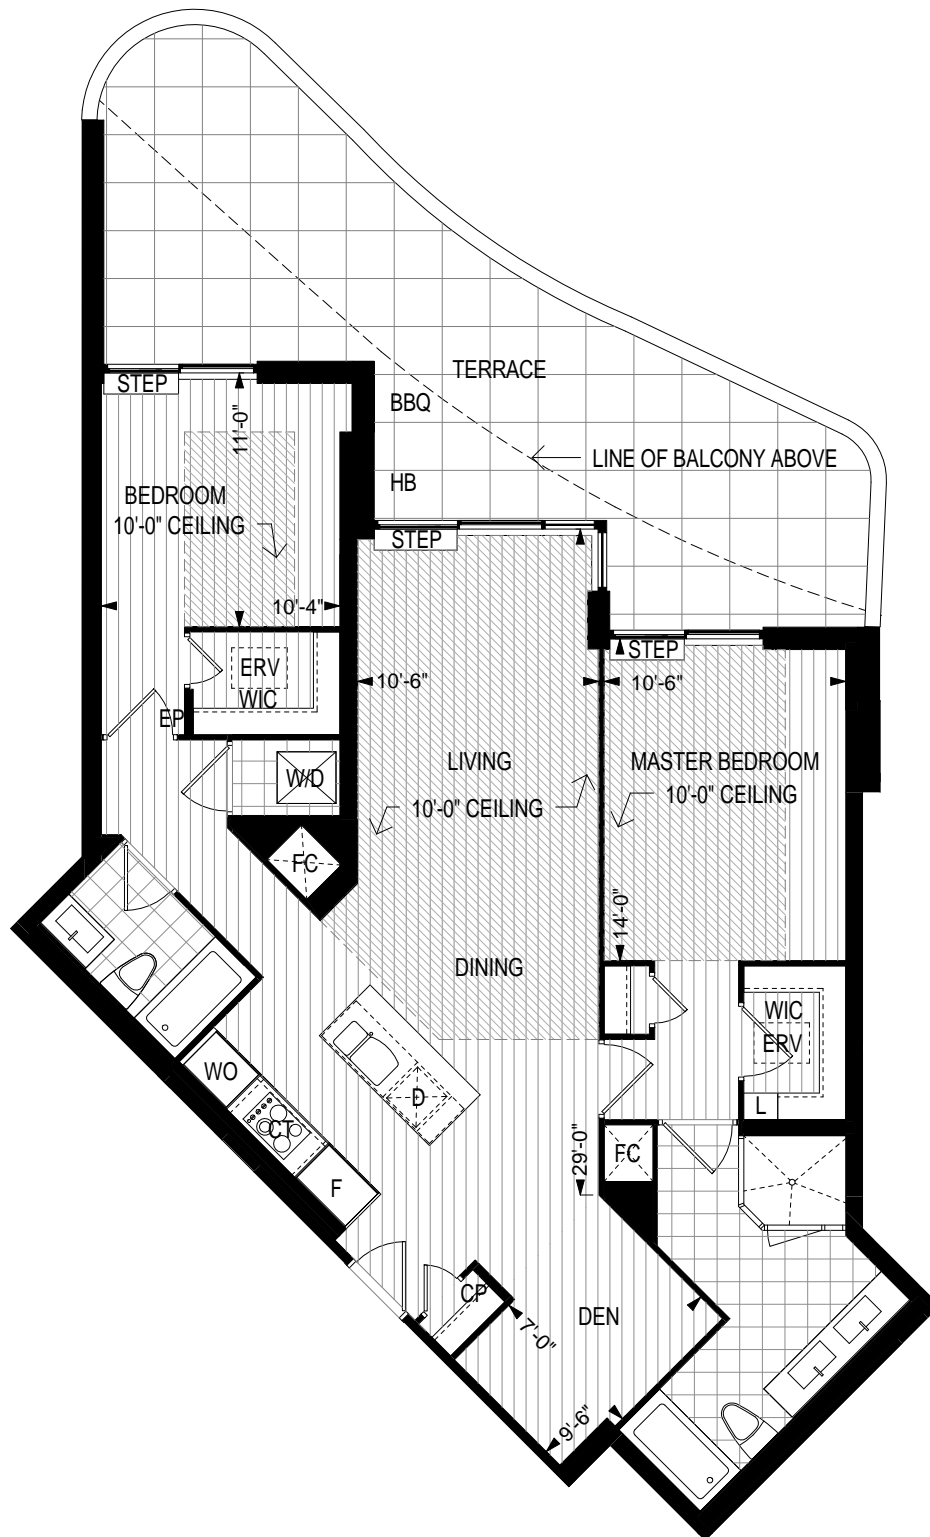 TERRACE
STEP
BBQ
11'-0"
LINE OF BALCONY ABOVE
HB
BEDROOM
10'-0" CEILING
STEP
10'-4"
STEP
ERV
WIC
10'-6"
10'-6"
EP
LIVING
10'-0" CEILING
MASTER BEDROOM
10'-0" CEILING
W/D
FC
14'-0"
DINING
WIC
ERV
WO
D
L
CT
29'-0"
FC
F
CP
7'-0"
DEN
9'-6"